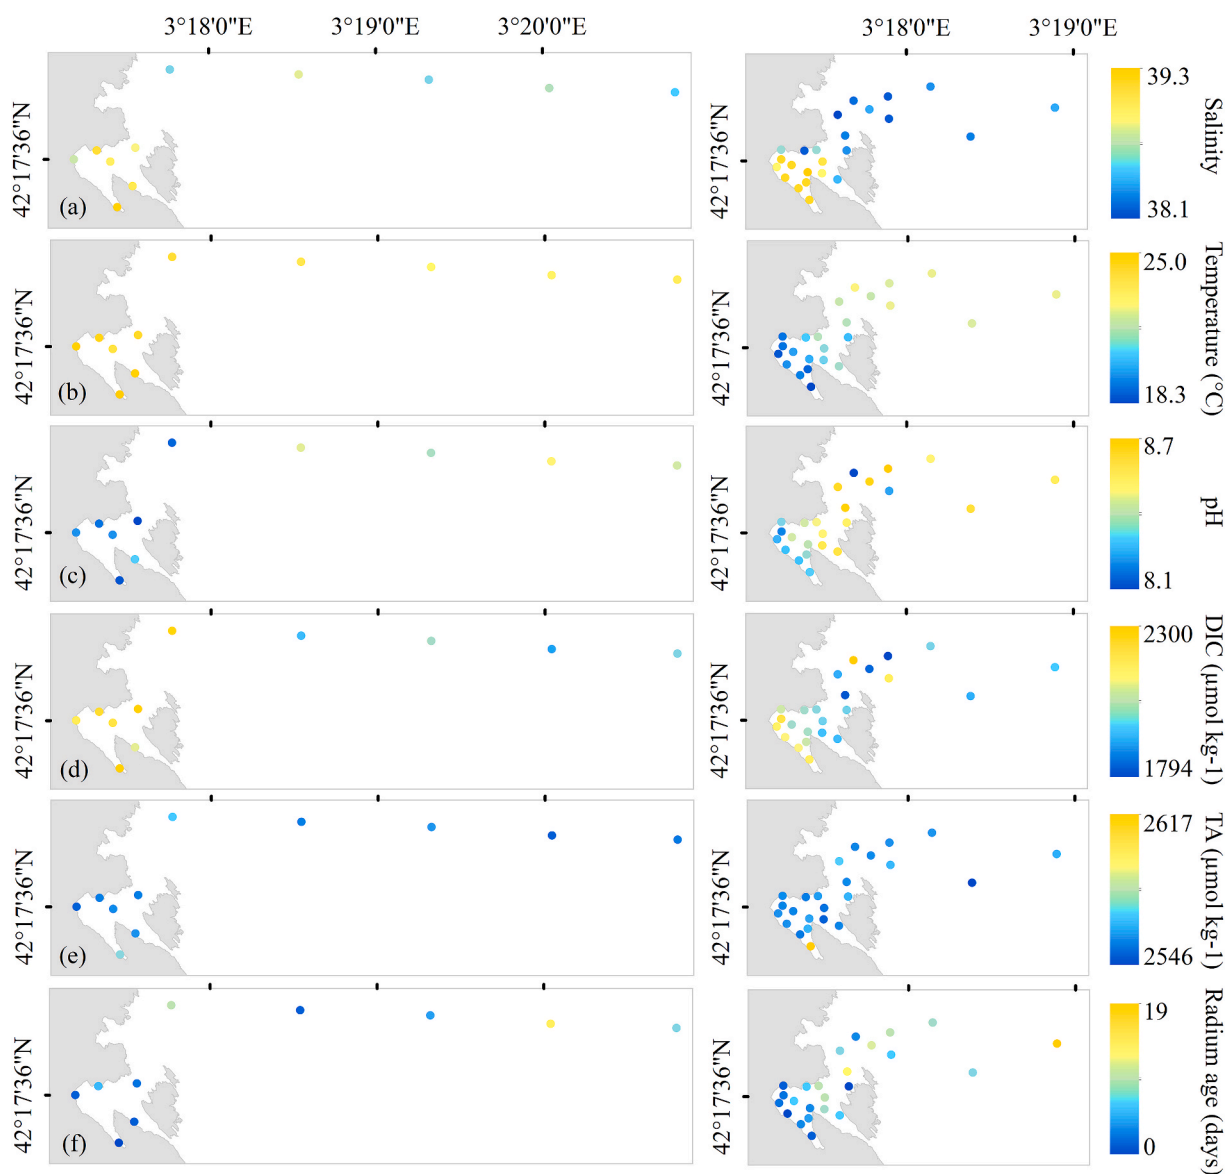 3°18'0"E 3°19'0"E 3°20'0"E 3°18'0"E 3°19'0"E
42°17'36"N (a) 42°17'36"N 39.3 38.1 Salinity
42°17'36"N (b) 42°17'36"N 25.0 18.3 Temperature (°C)
42°17'36"N (c) 42°17'36"N 8.7 8.1 pH
42°17'36"N (d) 42°17'36"N 2300 1794 DIC (μmol kg-1)
42°17'36"N (e) 42°17'36"N 2617 2546 TA (μmol kg-1)
42°17'36"N (f) 42°17'36"N 19 0 Radium age (days)